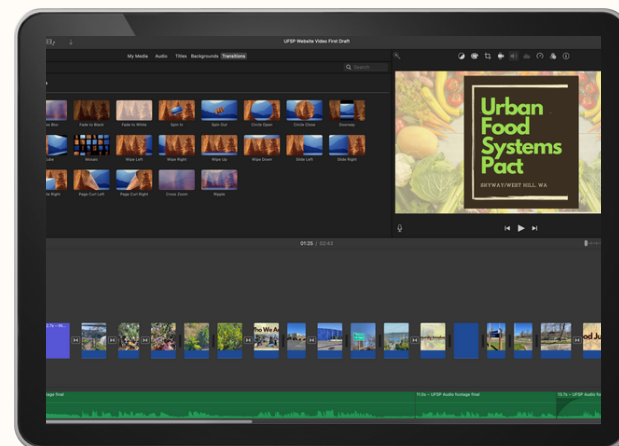 UFSP Website Video First Draft
My Media Audio Titles Backgrounds Transitions
Search
Fade to Black Fade to White Spin In Spin Out Circle Open Circle Close Doorway
Mosaic Wipe Left Wipe Right Wipe Up Wipe Down Slide Left Slide Right
Page Curl Left Page Curl Right Cross Zoom Ripple
Urban
Food
Systems
Pact
SKYWAY/WEST HILL, WA
01:25 / 02:43
11.2s – UFSP Audio footage final